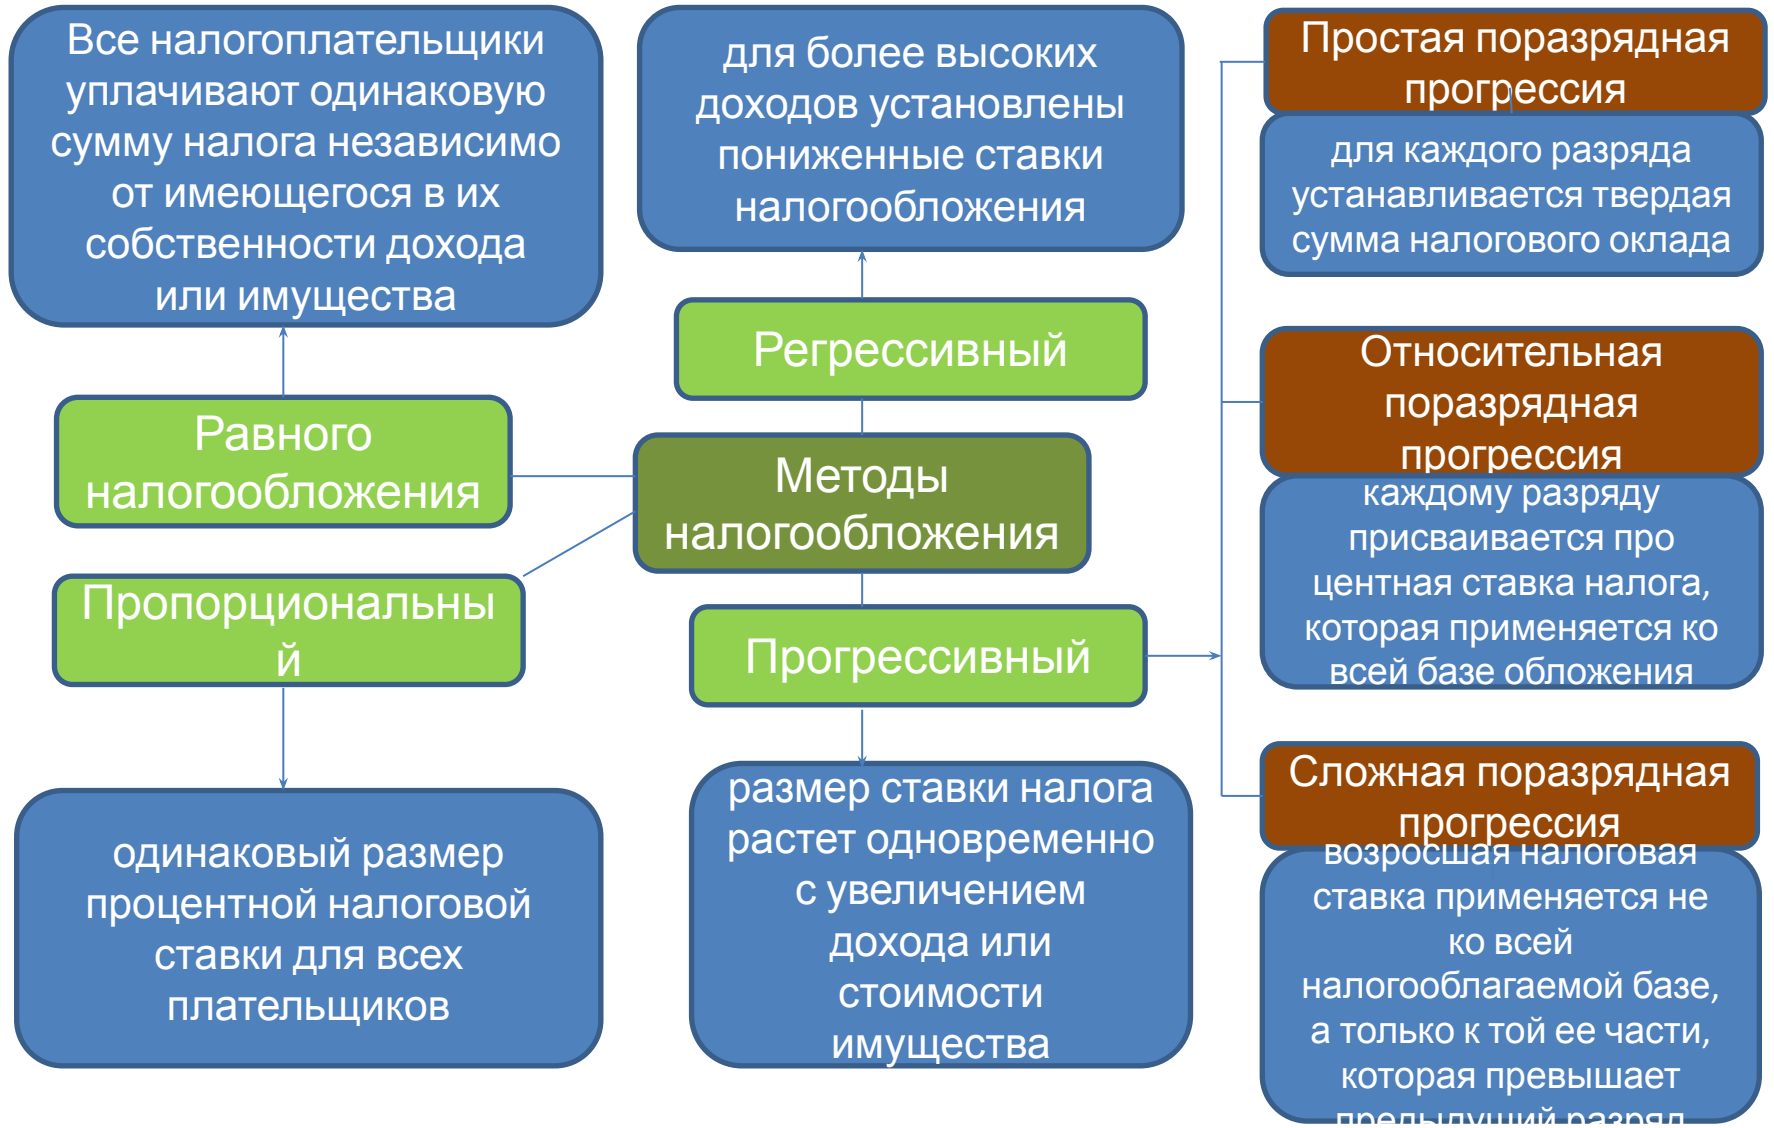 Все налогоплательщики
уплачивают одинаковую
сумму налога независимо
от имеющегося в их
собственности дохода
или имущества
Равного
налогообложения
Пропорциональны
й
одинаковый размер
процентной налоговой
ставки для всех
плательщиков
для более высоких
доходов установлены
пониженные ставки
налогообложения
Регрессивный
Методы
налогообложения
Прогрессивный
размер ставки налога
растет одновременно
с увеличением
дохода или
стоимости
имущества
Простая поразрядная
прогрессия
для каждого разряда
устанавливается твердая
сумма налогового оклада
Относительная
поразрядная
прогрессия
каждому разряду
присваивается про
центная ставка налога,
которая применяется ко
всей базе обложения
Сложная поразрядная
прогрессия
возросшая налоговая
ставка применяется не
ко всей
налогооблагаемой базе,
а только к той ее части,
которая превышает
предыдущий разряд